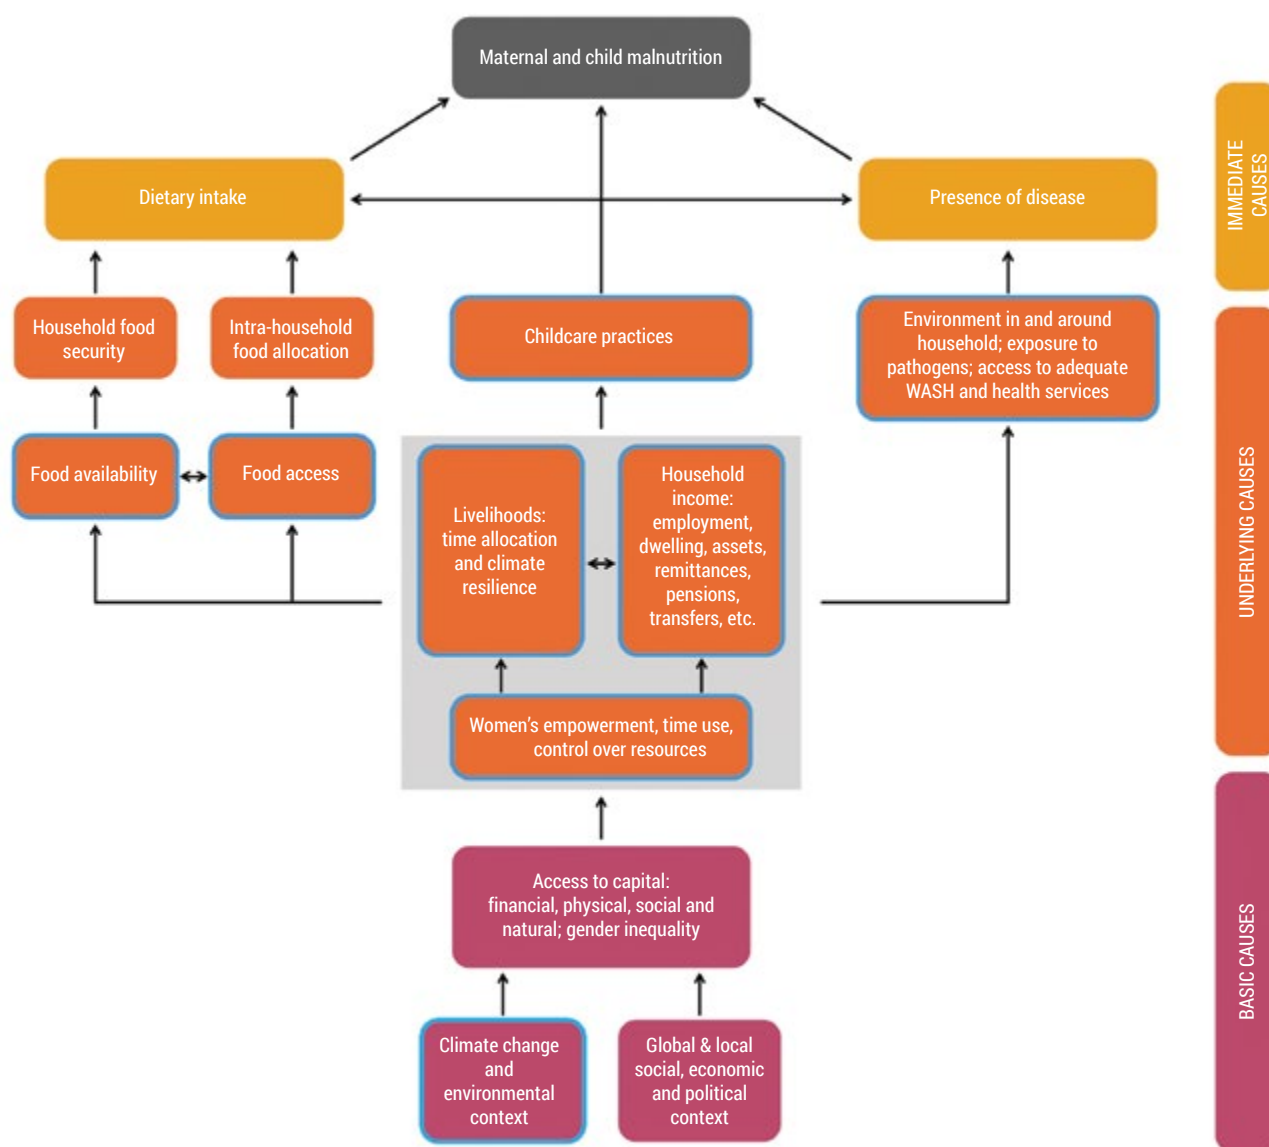 Maternal and child malnutrition
Dietary intake
Presence of disease
IMMEDIATE
CAUSES
Household food
security
Intra-household
food allocation
Childcare practices
Environment in and around
household; exposure to
pathogens; access to adequate
WASH and health services
Food availability
Food access
Livelihoods:
time allocation
and climate
resilience
Household
income:
employment,
dwelling, assets,
remittances,
pensions,
transfers, etc.
UNDERLYING CAUSES
Women’s empowerment, time use,
control over resources
Access to capital:
financial, physical, social and
natural; gender inequality
BASIC CAUSES
Climate change
and
environmental
context
Global & local
social, economic
and political
context